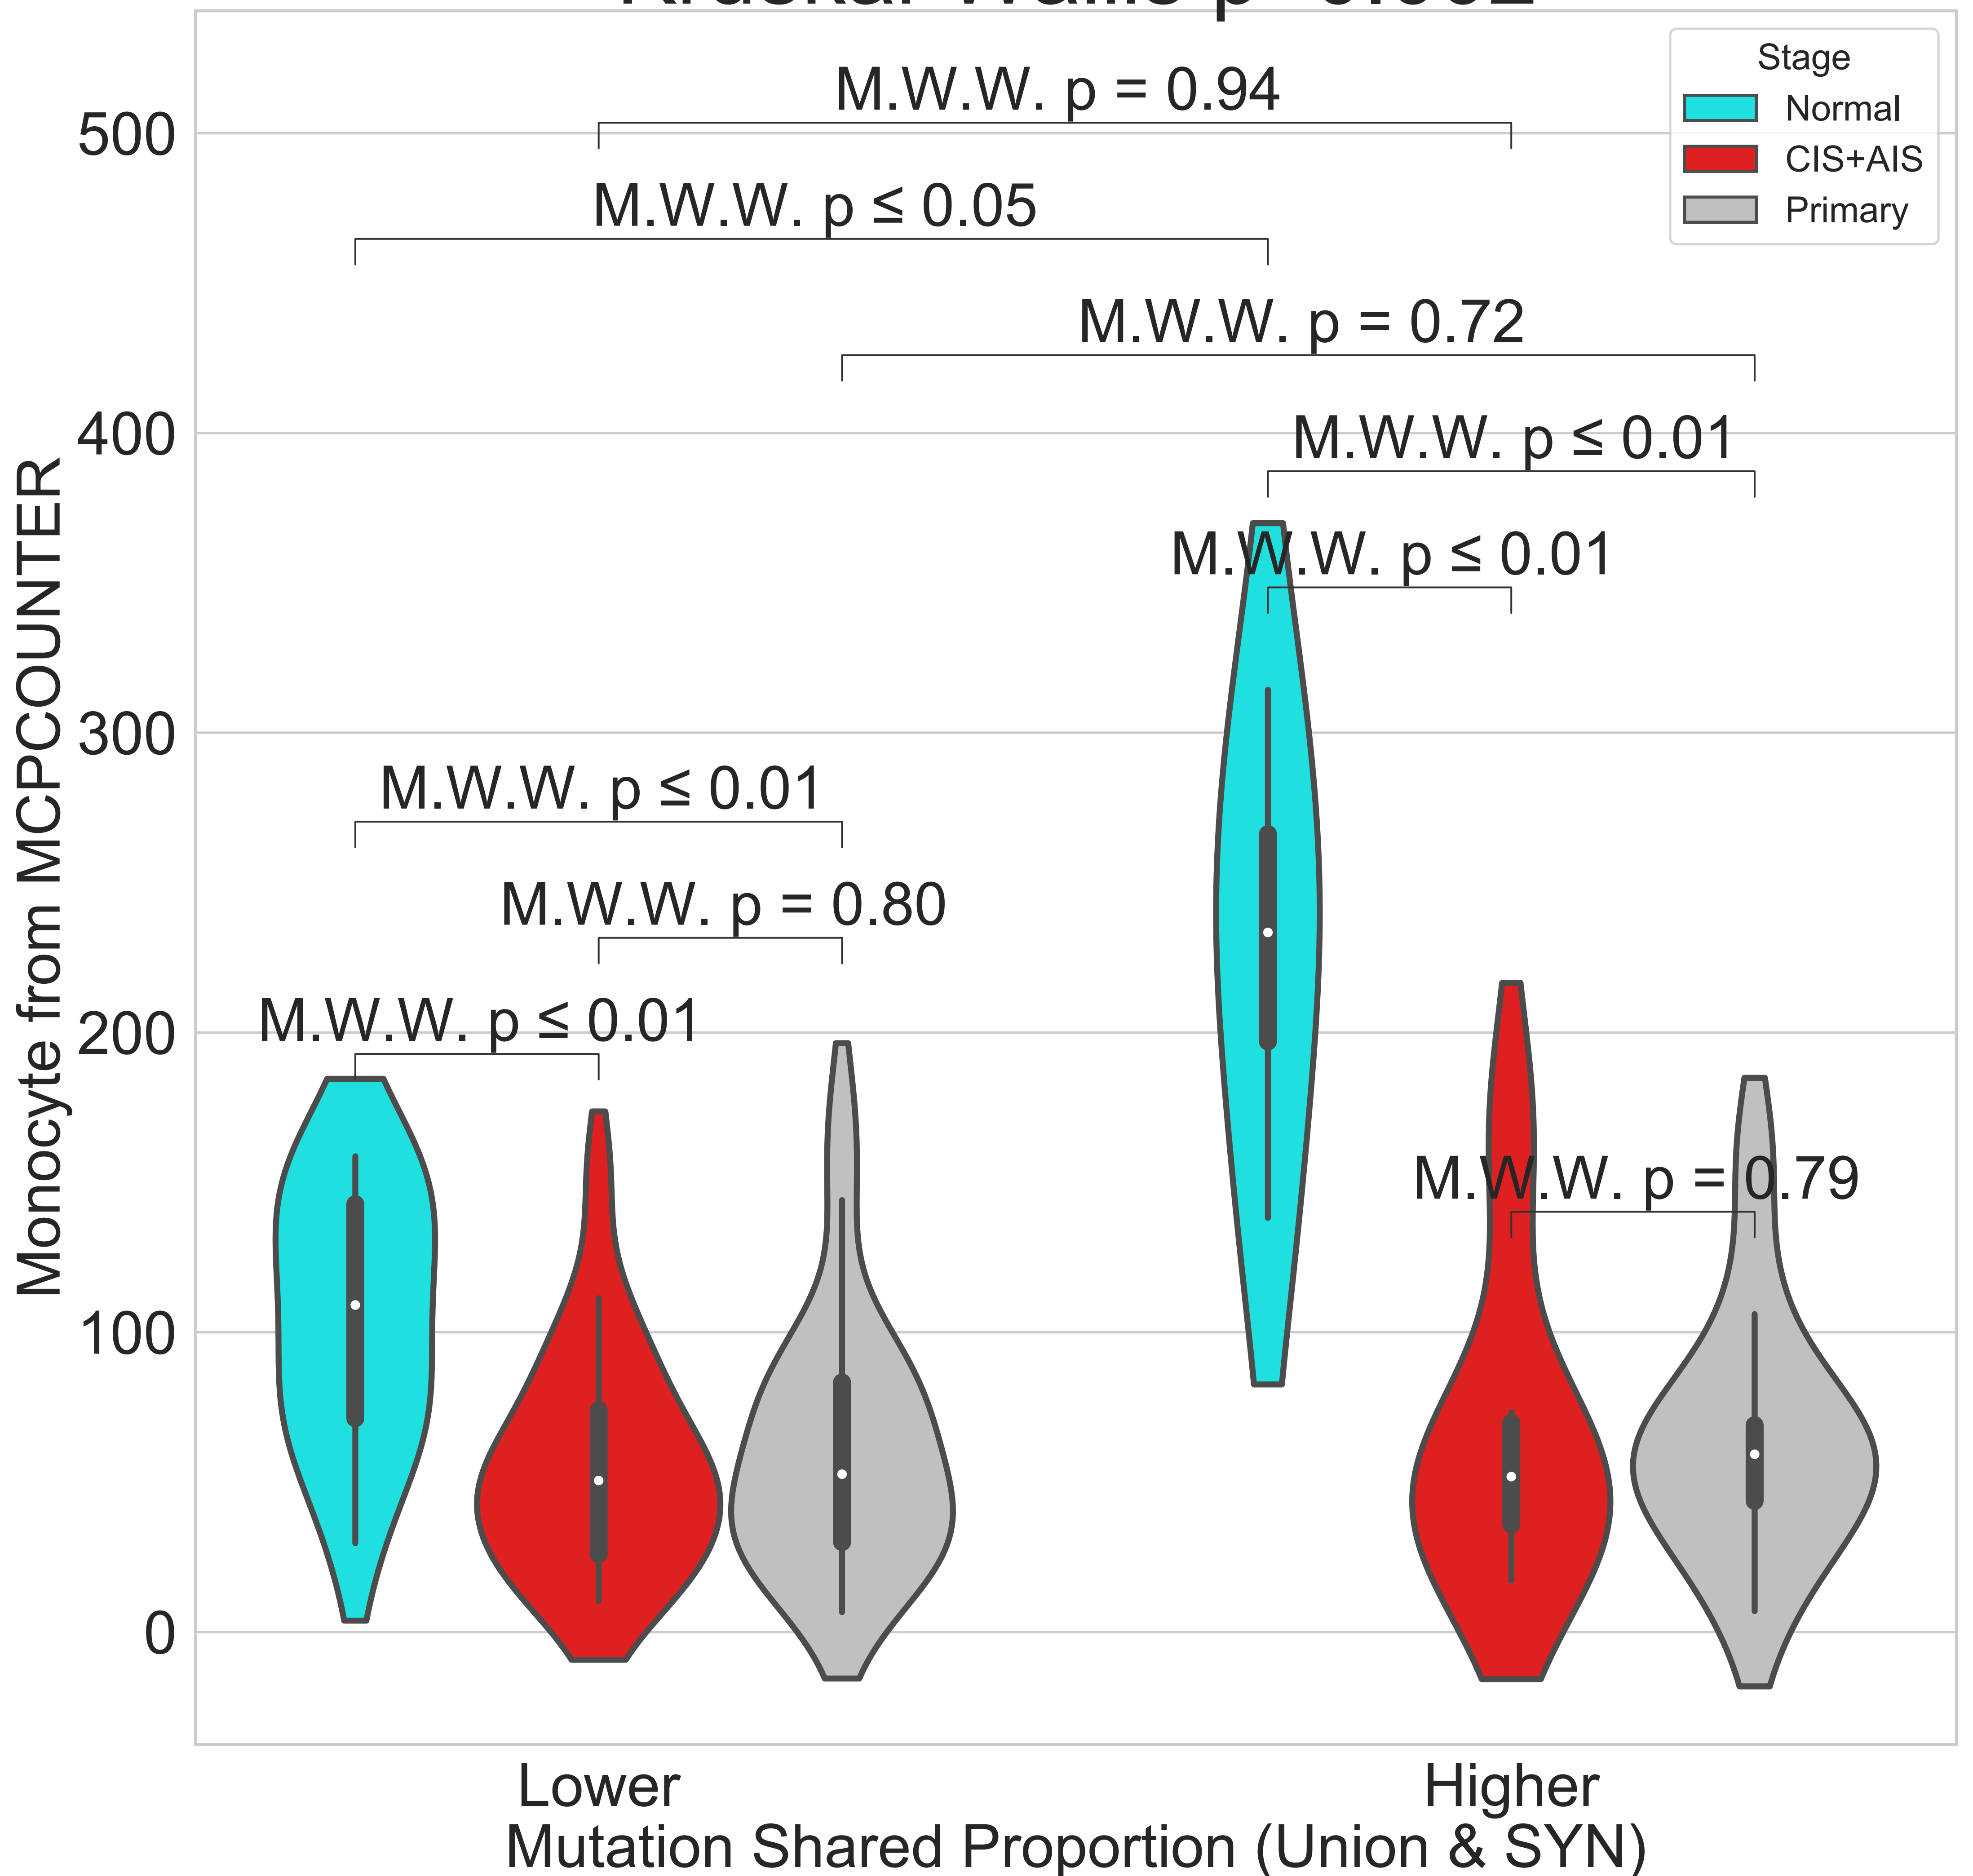 Stage
Normal
CIS+AIS
Primary
M.W.W. p = 0.94
M.W.W. p ≤ 0.05
M.W.W. p = 0.72
M.W.W. p ≤ 0.01
M.W.W. p ≤ 0.01
M.W.W. p ≤ 0.01
M.W.W. p = 0.80
M.W.W. p ≤ 0.01
M.W.W. p = 0.79
500
400
300
200
100
0
Monocyte from MCPCOUNTER
Lower
Higher
Mutation Shared Proportion (Union & SYN)